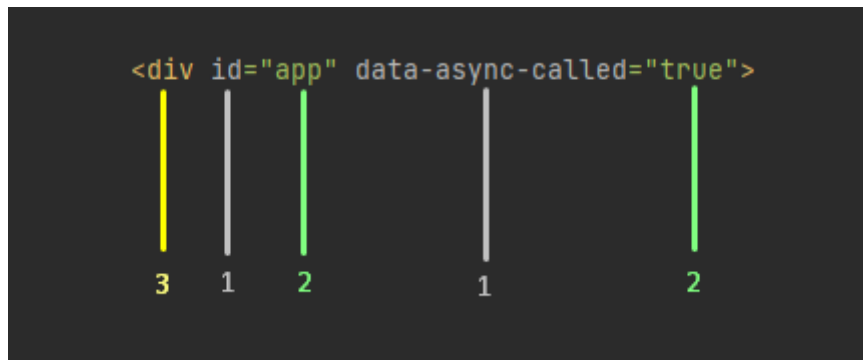 <div id="app" data-async-called="true">
3 1 2 1 2